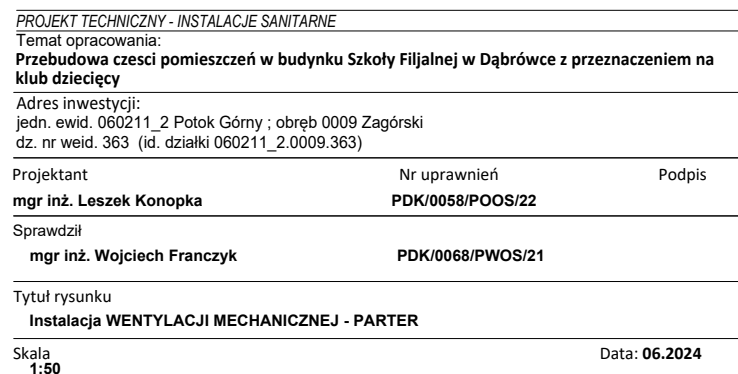 PROJEKT TECHNICZNY - INSTALACJE SANITARNE
Temat opracowania:
Przebudowa czesci pomieszczeń w budynku Szkoły Filjalnej w Dąbrówce z przeznaczeniem na
klub dziecięcy
Adres inwestycji:
jedn. ewid. 060211_2 Potok Górny ; obręb 0009 Zagórski
dz. nr weid. 363 (id. działki 060211_2.0009.363)
Projektant Nr uprawnień Podpis
mgr inż. Leszek Konopka PDK/0058/POOS/22
Sprawdził
mgr inż. Wojciech Franczyk PDK/0068/PWOS/21
Tytuł rysunku
Instalacja WENTYLACJI MECHANICZNEJ - PARTER
Skala Data: 06.2024
1:50